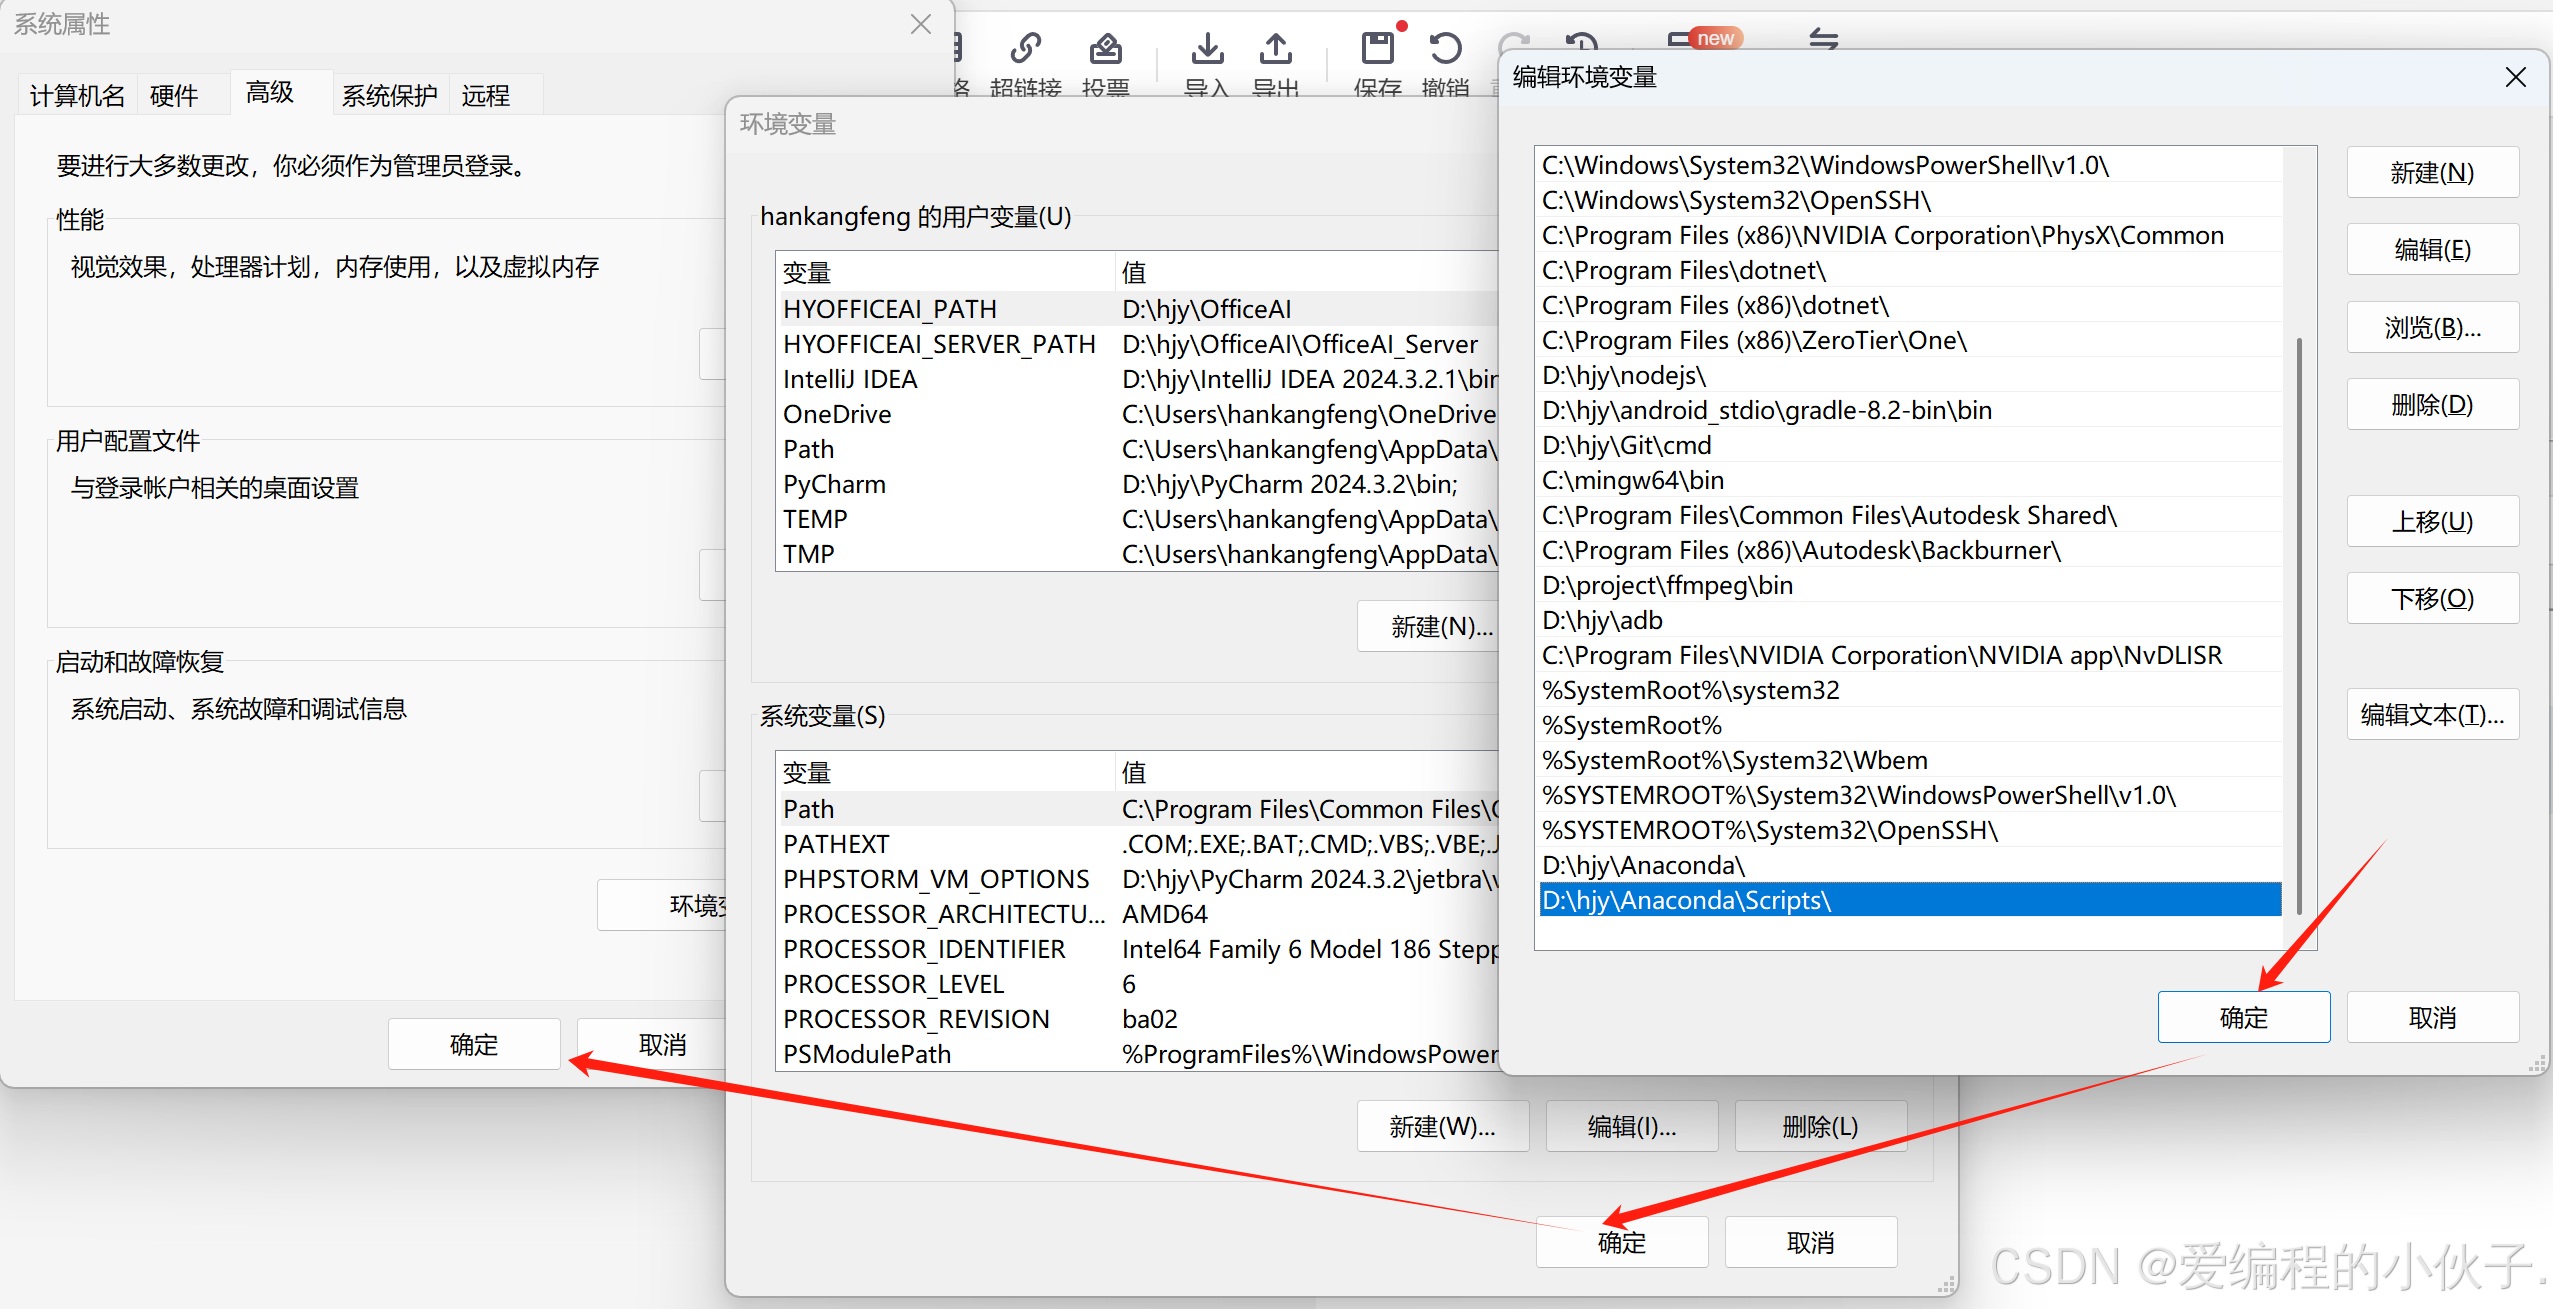 系统属性
计算机名
硬件
高级
系统保护
远程
要进行大多数更改，你必须作为管理员登录。
性能
视觉效果，处理器计划，内存使用，以及虚拟内存
用户配置文件
与登录帐户相关的桌面设置
启动和故障恢复
系统启动、系统故障和调试信息
环境变
确定
取消
超链接
投票
导入
导出
保存
撤销
new
环境变量
hankangfeng 的用户变量(U)
变量 值
HYOFFICEAI_PATH D:\hjy\OfficeAI
HYOFFICEAI_SERVER_PATH D:\hjy\OfficeAI\OfficeAI_Server
IntelliJ IDEA D:\hjy\IntelliJ IDEA 2024.3.2.1\bin
OneDrive C:\Users\hankangfeng\OneDrive
Path C:\Users\hankangfeng\AppData\
PyCharm D:\hjy\PyCharm 2024.3.2\bin;
TEMP C:\Users\hankangfeng\AppData\
TMP C:\Users\hankangfeng\AppData\
新建(N)...
系统变量(S)
变量 值
Path C:\Program Files\Common Files\
PATHEXT .COM;.EXE;.BAT;.CMD;.VBS;.VBE;.J
PHPSTORM_VM_OPTIONS D:\hjy\PyCharm 2024.3.2\jetbra\
PROCESSOR_ARCHITECTU... AMD64
PROCESSOR_IDENTIFIER Intel64 Family 6 Model 186 Stepp
PROCESSOR_LEVEL 6
PROCESSOR_REVISION ba02
PSModulePath %ProgramFiles%\WindowsPower
新建(W)...
编辑(I)...
删除(L)
确定
取消
编辑环境变量
C:\Windows\System32\WindowsPowerShell\v1.0\
C:\Windows\System32\OpenSSH\
C:\Program Files (x86)\NVIDIA Corporation\PhysX\Common
C:\Program Files\dotnet\
C:\Program Files (x86)\dotnet\
C:\Program Files (x86)\ZeroTier\One\
D:\hjy\nodejs\
D:\hjy\android_stdio\gradle-8.2-bin\bin
D:\hjy\Git\cmd
C:\mingw64\bin
C:\Program Files\Common Files\Autodesk Shared\
C:\Program Files (x86)\Autodesk\Backburner\
D:\project\ffmpeg\bin
D:\hjy\adb
C:\Program Files\NVIDIA Corporation\NVIDIA app\NvDLISR
%SystemRoot%\system32
%SystemRoot%
%SystemRoot%\System32\Wbem
%SYSTEMROOT%\System32\WindowsPowerShell\v1.0\
%SYSTEMROOT%\System32\OpenSSH\
D:\hjy\Anaconda\
D:\hjy\Anaconda\Scripts\
新建(N)
编辑(E)
浏览(B)...
删除(D)
上移(U)
下移(O)
编辑文本(T)...
确定
取消
CSDN @爱编程的小伙子.